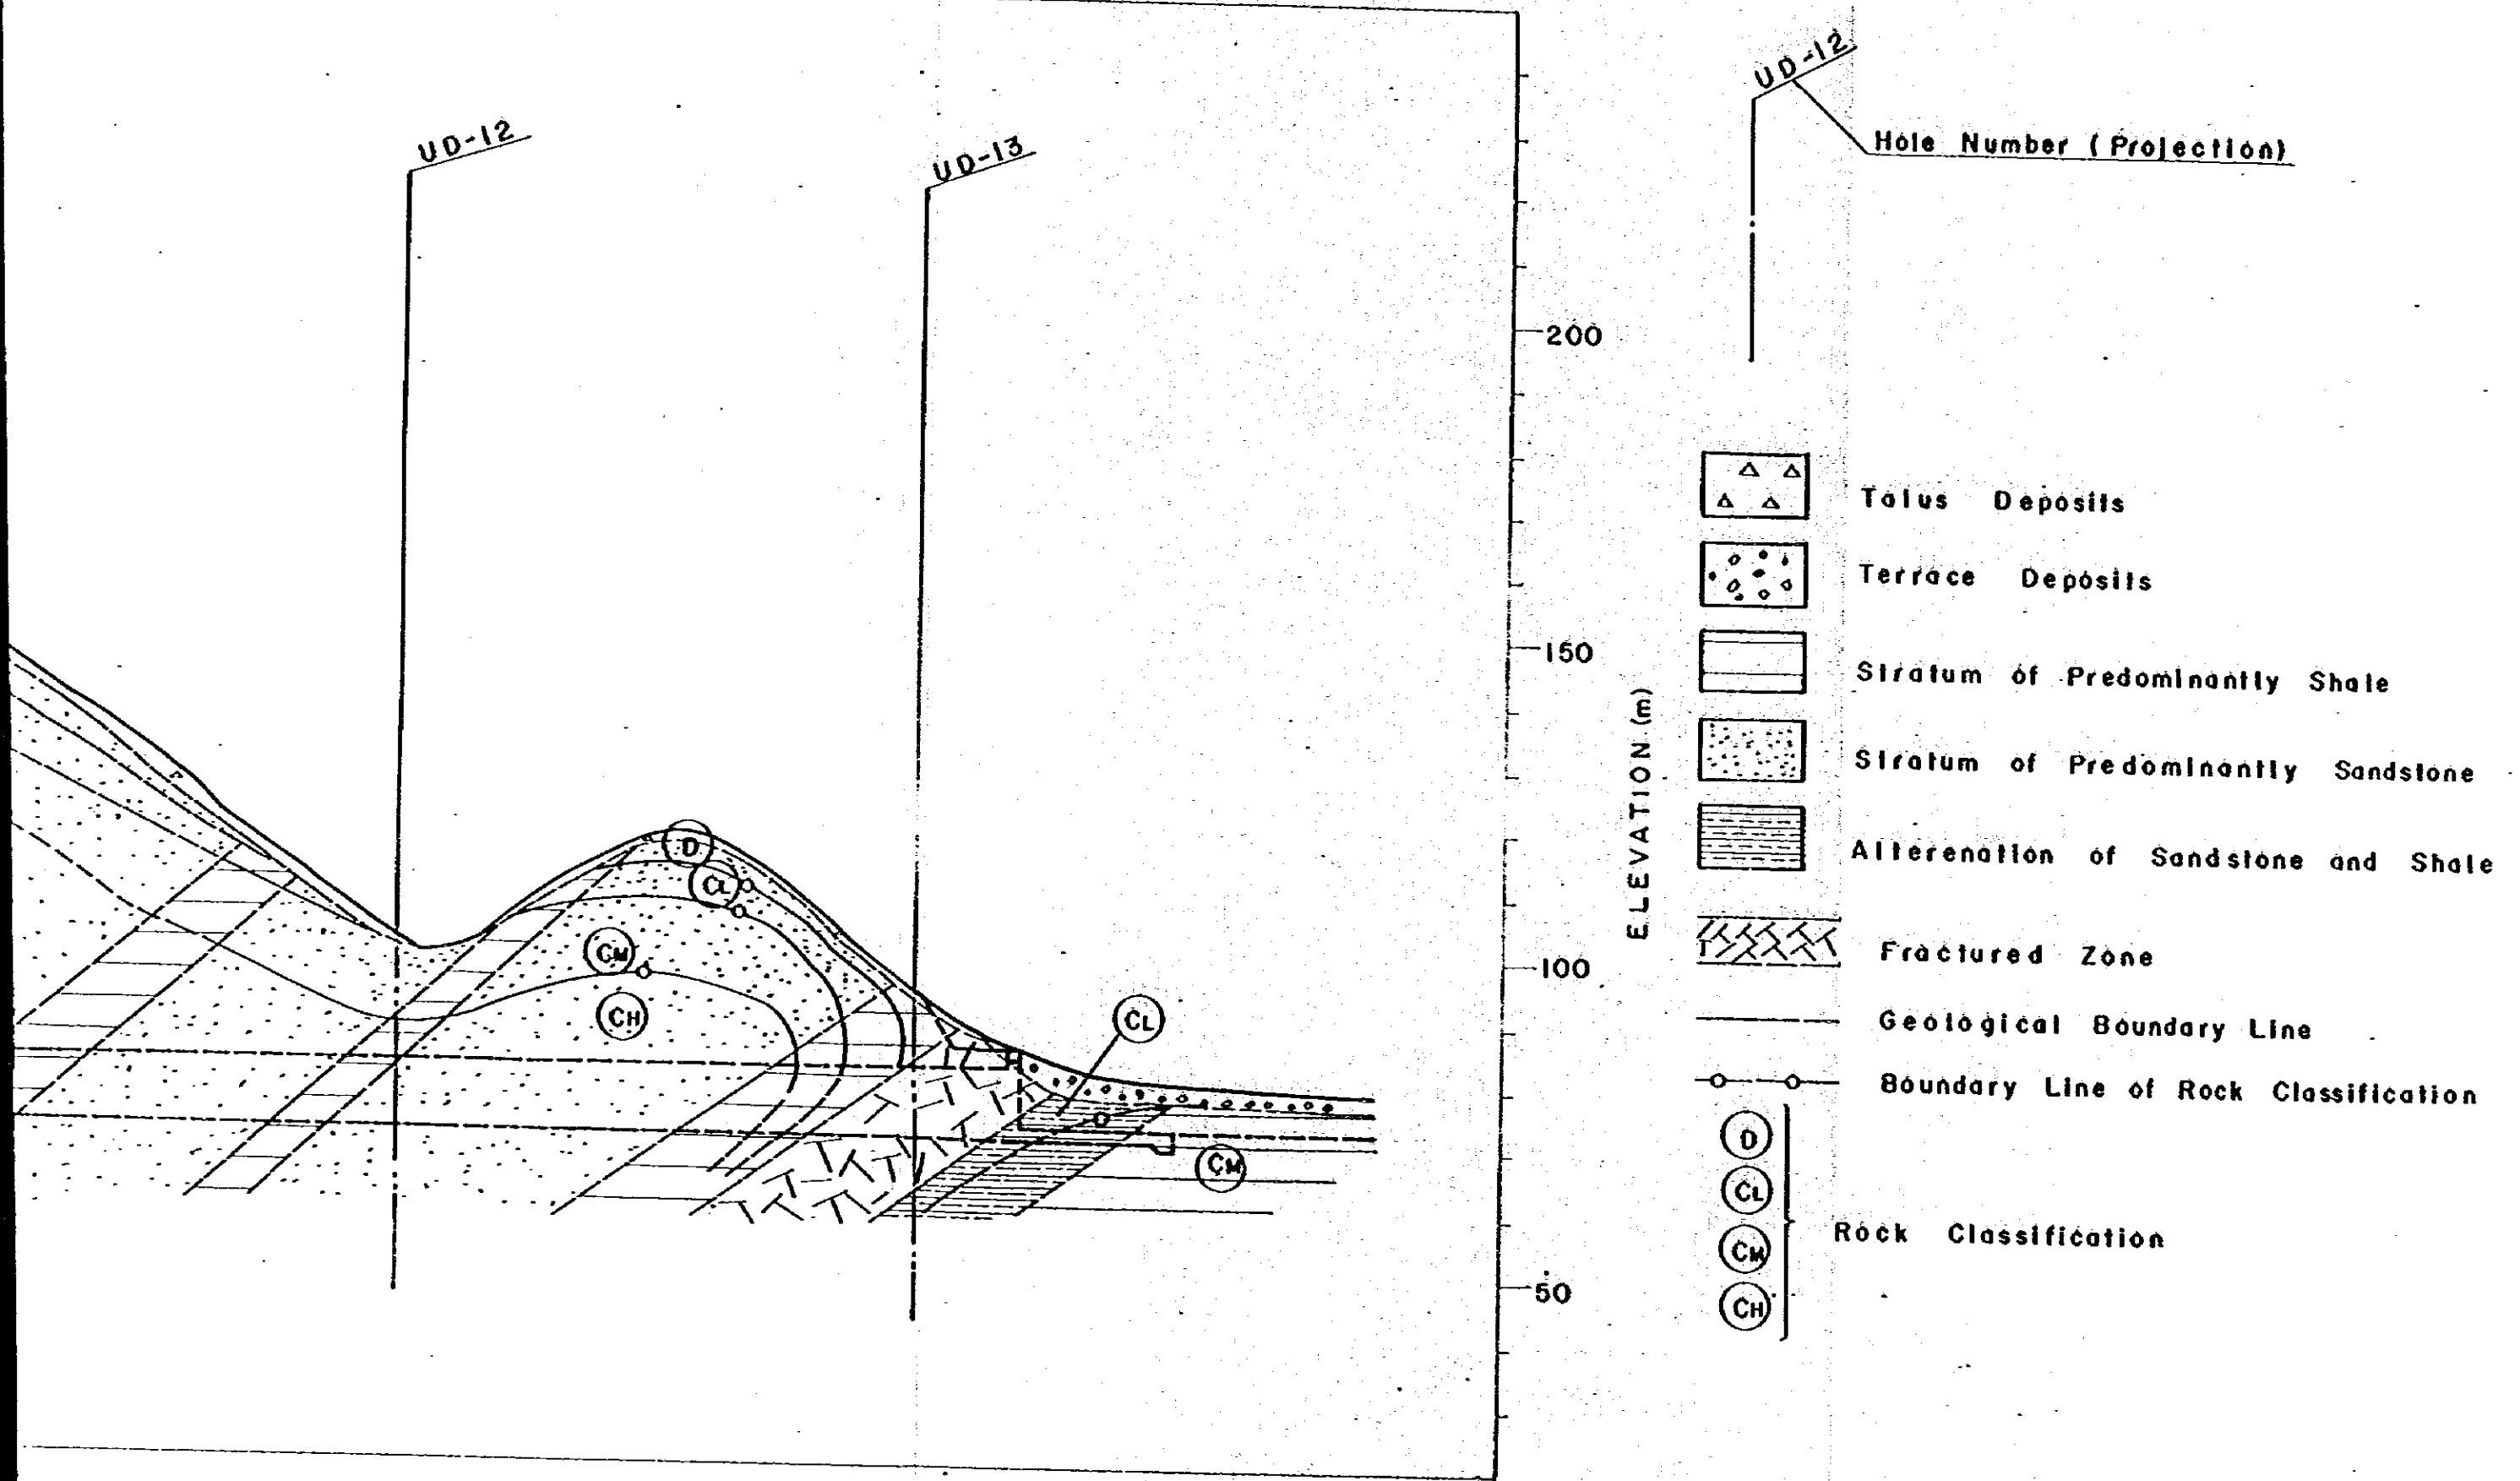 UD-12
UD-13
UD-12
Hole Number (Projection)
200
150
100
50
ELEVATION (m)
D
CL
CM
CH
CL
CM
Talus Deposits
Terrace Deposits
Stratum of Predominantly Shale
Stratum of Predominantly Sandstone
Alterenation of Sandstone and Shale
Fractured Zone
Geological Boundary Line
Boundary Line of Rock Classification
D
CL
CM
CH
Rock Classification